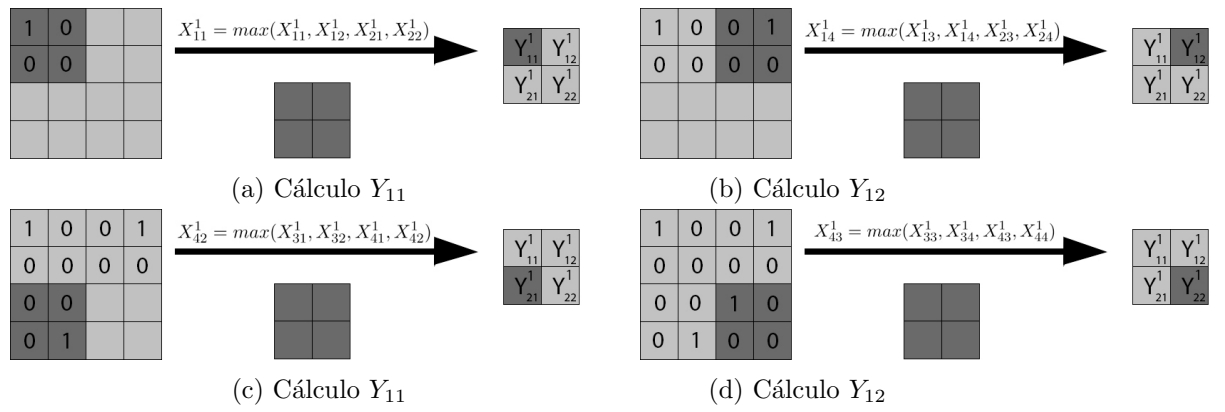 1 0
0 0
X^1_{11} = max(X^1_{11}, X^1_{12}, X^1_{21}, X^1_{22})
Y^1_{11} Y^1_{12}
Y^1_{21} Y^1_{22}
(a) Cálculo Y_{11}
1 0 0 1
0 0 0 0
X^1_{14} = max(X^1_{13}, X^1_{14}, X^1_{23}, X^1_{24})
Y^1_{11} Y^1_{12}
Y^1_{21} Y^1_{22}
(b) Cálculo Y_{12}
1 0 0 1
0 0 0 0
0 0
0 1
X^1_{42} = max(X^1_{31}, X^1_{32}, X^1_{41}, X^1_{42})
Y^1_{11} Y^1_{12}
Y^1_{21} Y^1_{22}
(c) Cálculo Y_{11}
1 0 0 1
0 0 0 0
0 0 1 0
0 1 0 0
X^1_{43} = max(X^1_{33}, X^1_{34}, X^1_{43}, X^1_{44})
Y^1_{11} Y^1_{12}
Y^1_{21} Y^1_{22}
(d) Cálculo Y_{12}